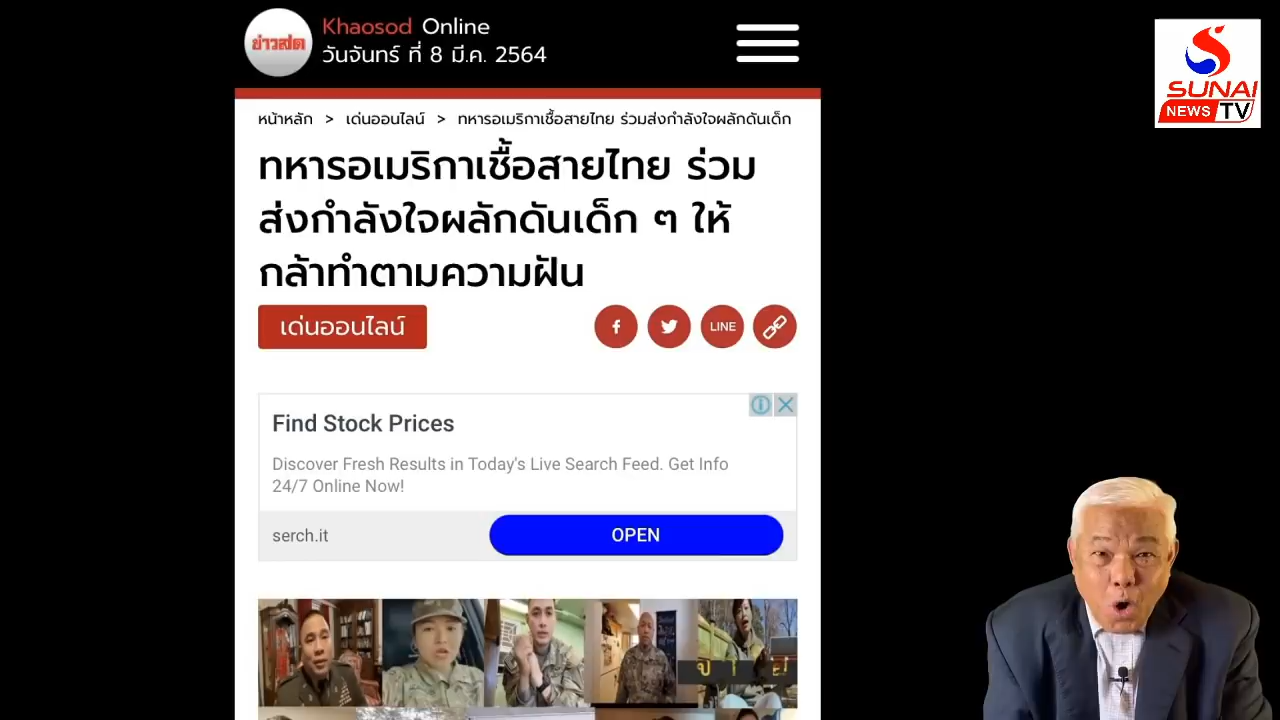 ข่าวสด
Khaosod Online
วันจันทร์ ที่ 8 มี.ค. 2564
SUNAI
NEWS TV
หน้าหลัก > เด่นออนไลน์ > ทหารอเมริกาเชื้อสายไทย ร่วมส่งกำลังใจผลักดันเด็ก
ทหารอเมริกาเชื้อสายไทย ร่วม
ส่งกำลังใจผลักดันเด็ก ๆ ให้
กล้าทำตามความฝัน
เด่นออนไลน์
LINE
Find Stock Prices
Discover Fresh Results in Today's Live Search Feed. Get Info
24/7 Online Now!
serch.it
OPEN